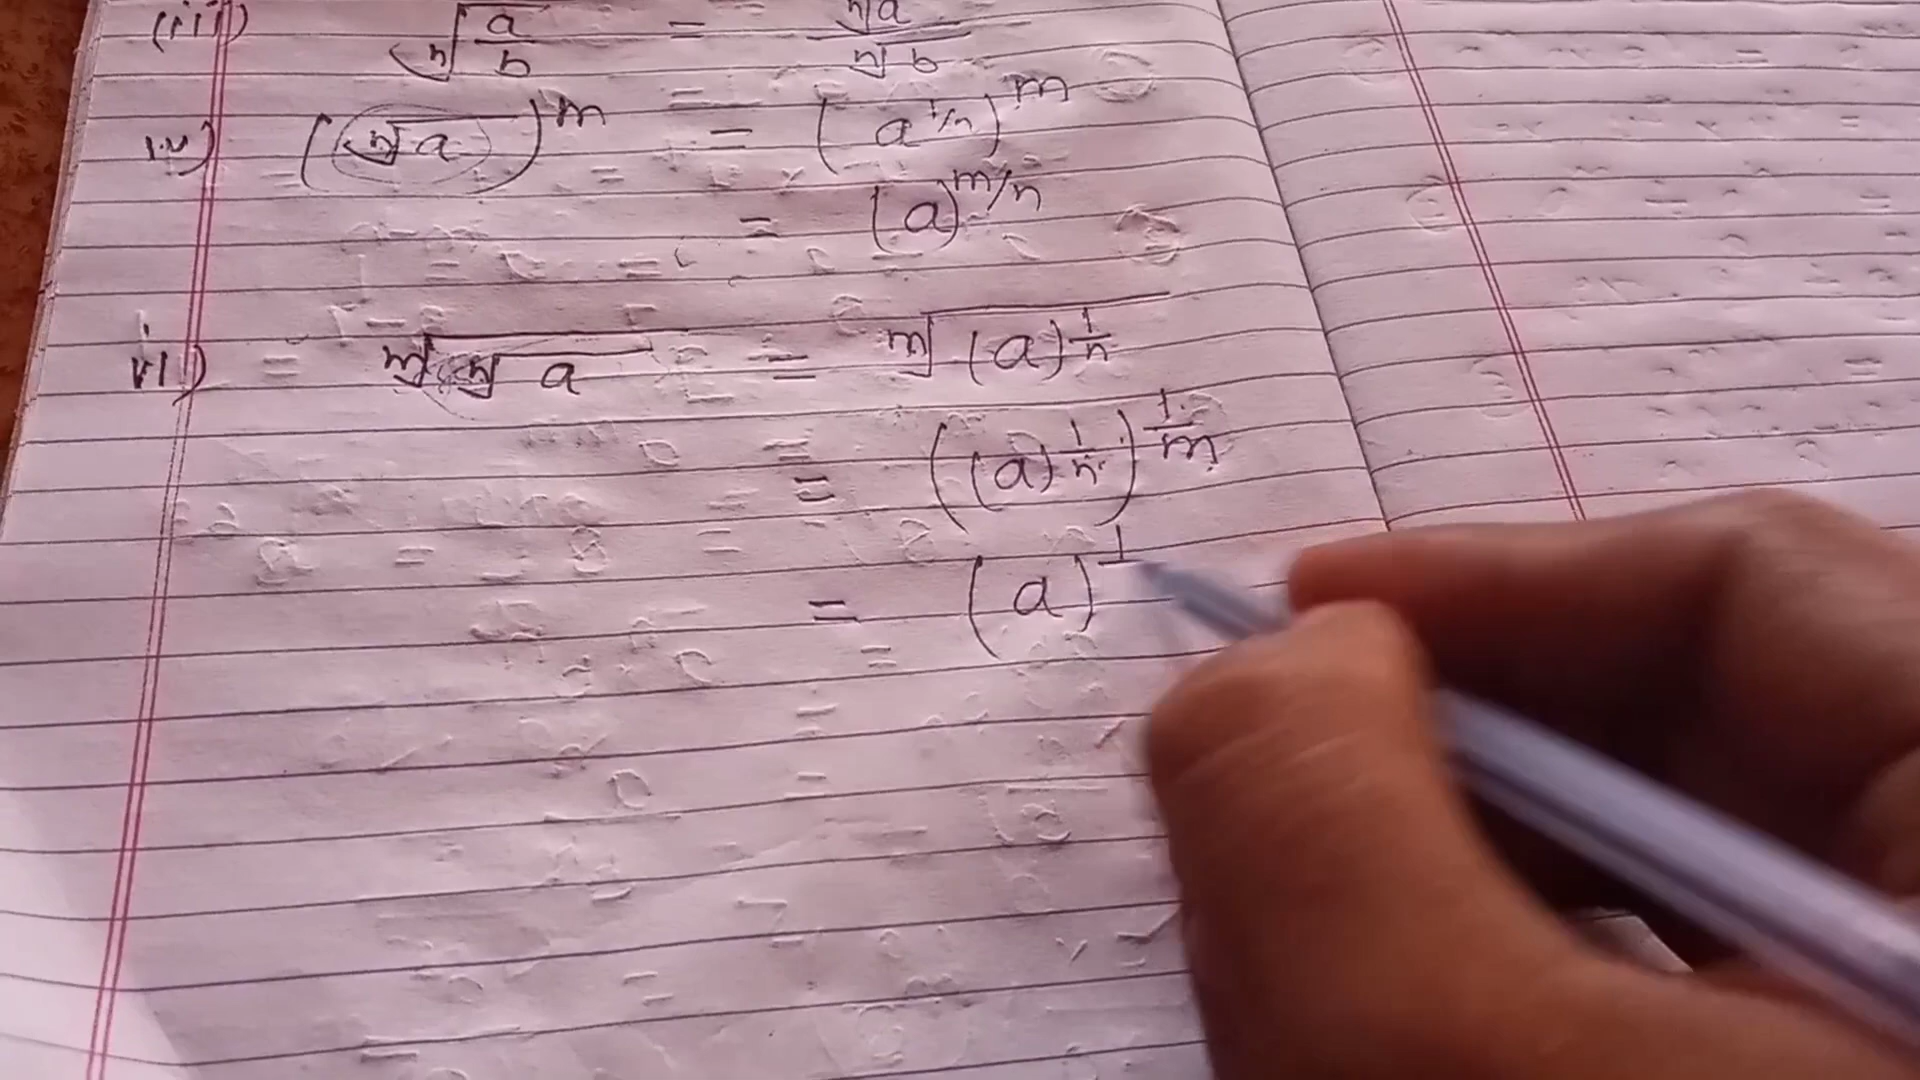 (iii) ⁿ√(a/b) = ⁿ√a / ⁿ√b
iv) (ⁿ√a)^m = (a^1/n)^m
= (a)^m/n
vi) ᵐ√(ⁿ√a) = ᵐ√((a)^1/n)
= ((a)^1/n)^1/m
= (a)^1/